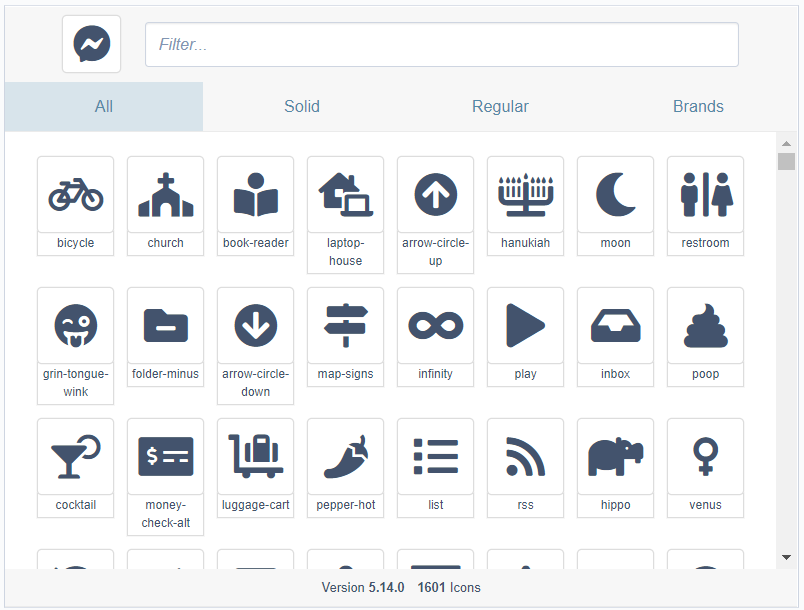 Filter...
All
Solid
Regular
Brands
bicycle
church
book-reader
laptop-
house
arrow-circle-
up
hanukiah
moon
restroom
grin-tongue-
wink
folder-minus
arrow-circle-
down
map-signs
infinity
play
inbox
poop
cocktail
$
money-
check-alt
luggage-cart
pepper-hot
list
rss
hippo
venus
Version 5.14.0 1601 Icons